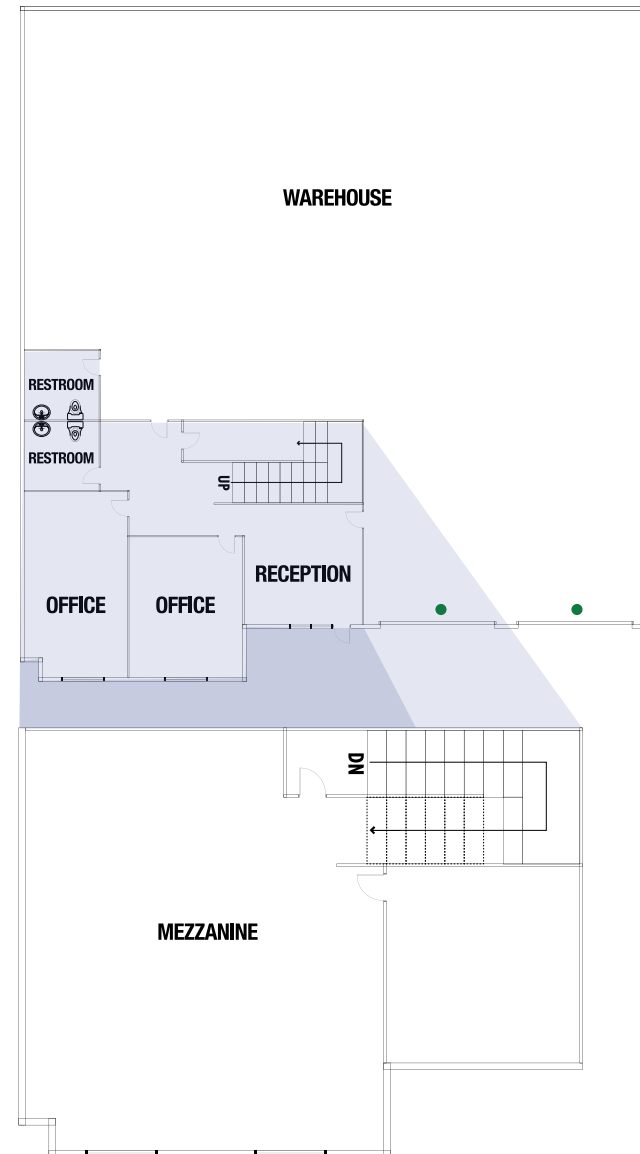 WAREHOUSE
RESTROOM
RESTROOM
UP
OFFICE
OFFICE
RECEPTION
DN
MEZZANINE